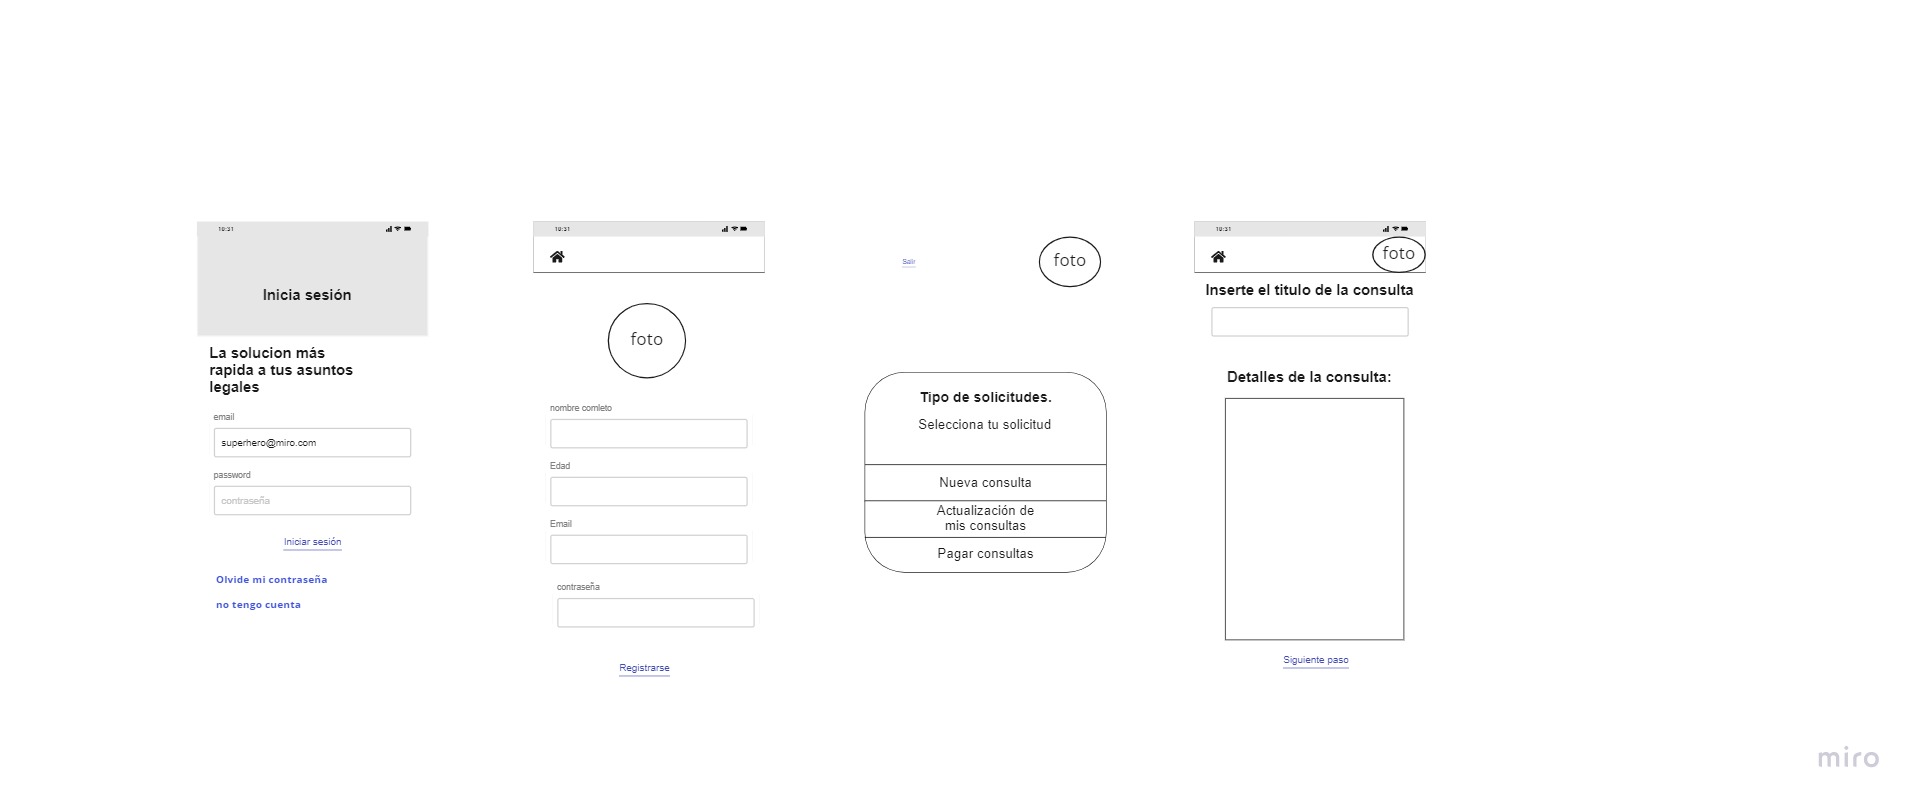 10:31
Inicia sesión
La solucion más
rapida a tus asuntos
legales
email
superhero@miro.com
password
contraseña
Iniciar sesión
Olvide mi contraseña
no tengo cuenta
10:31
foto
nombre comleto
Edad
Email
contraseña
Registrarse
Salir
foto
Tipo de solicitudes.
Selecciona tu solicitud
Nueva consulta
Actualización de
mis consultas
Pagar consultas
10:31
foto
Inserte el titulo de la consulta
Detalles de la consulta:
Siguiente paso
miro